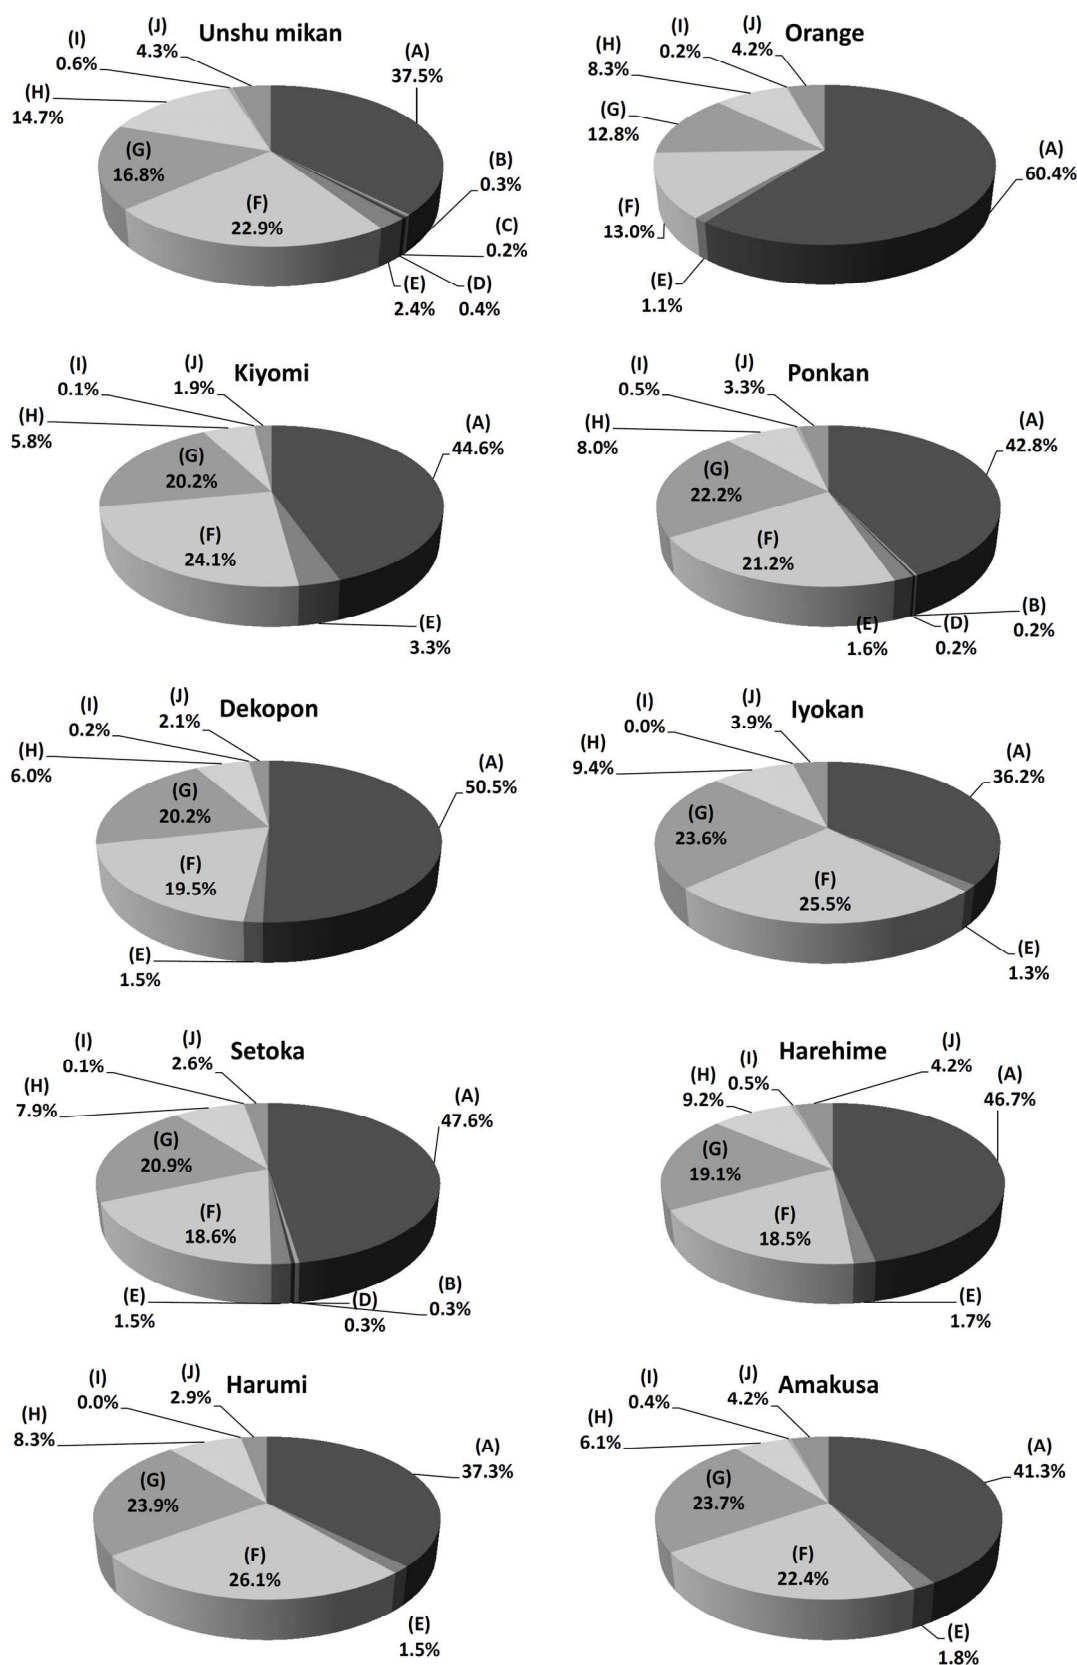 Unshu mikan
(A)
37.5%
(B)
0.3%
(C)
0.2%
(D)
0.4%
(E)
2.4%
(F)
22.9%
(G)
16.8%
(H)
14.7%
(I)
0.6%
(J)
4.3%
Orange
(A)
60.4%
(E)
1.1%
(F)
13.0%
(G)
12.8%
(H)
8.3%
(I)
0.2%
(J)
4.2%
Kiyomi
(A)
44.6%
(E)
3.3%
(F)
24.1%
(G)
20.2%
(H)
5.8%
(I)
0.1%
(J)
1.9%
Ponkan
(A)
42.8%
(B)
0.2%
(D)
0.2%
(E)
1.6%
(F)
21.2%
(G)
22.2%
(H)
8.0%
(I)
0.5%
(J)
3.3%
Dekopon
(A)
50.5%
(E)
1.5%
(F)
19.5%
(G)
20.2%
(H)
6.0%
(I)
0.2%
(J)
2.1%
Iyokan
(A)
36.2%
(E)
1.3%
(F)
25.5%
(G)
23.6%
(H)
9.4%
(I)
0.0%
(J)
3.9%
Setoka
(A)
47.6%
(B)
0.3%
(D)
0.3%
(E)
1.5%
(F)
18.6%
(G)
20.9%
(H)
7.9%
(I)
0.1%
(J)
2.6%
Harehime
(A)
46.7%
(E)
1.7%
(F)
18.5%
(G)
19.1%
(H)
9.2%
(I)
0.5%
(J)
4.2%
Harumi
(A)
37.3%
(E)
1.5%
(F)
26.1%
(G)
23.9%
(H)
8.3%
(I)
0.0%
(J)
2.9%
Amakusa
(A)
41.3%
(E)
1.8%
(F)
22.4%
(G)
23.7%
(H)
6.1%
(I)
0.4%
(J)
4.2%